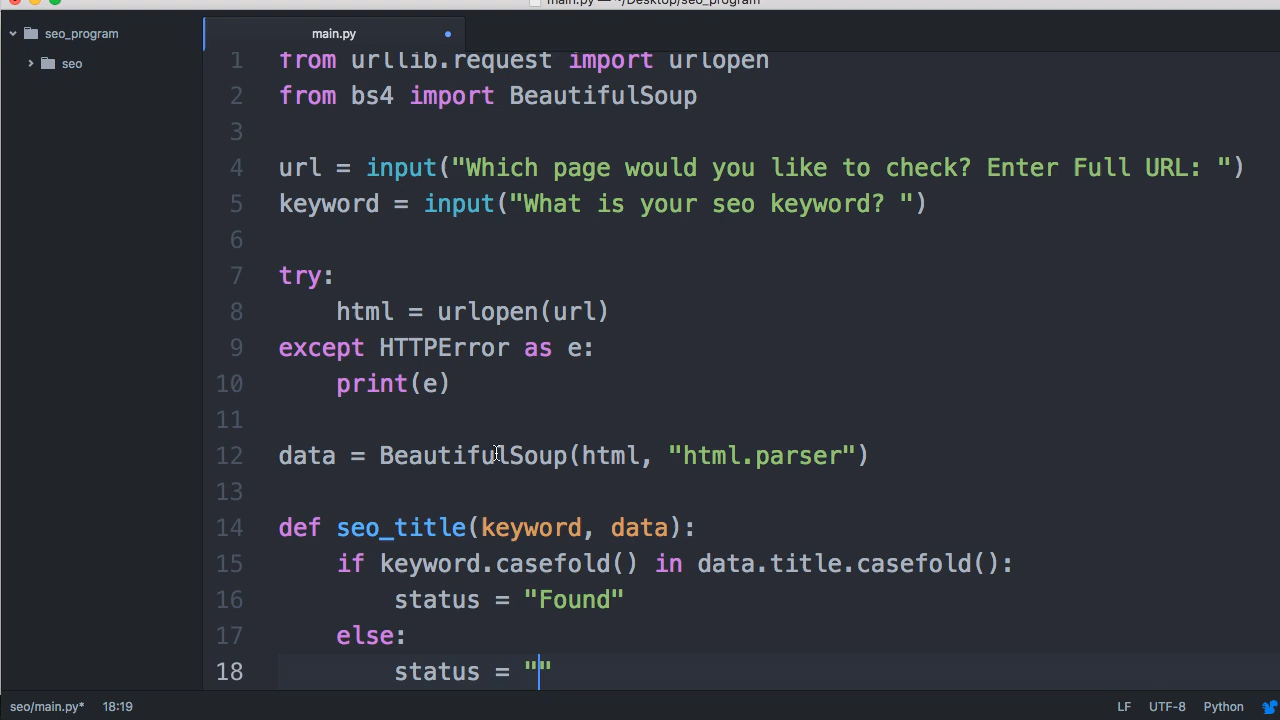 main.py — ~/Desktop/seo_program
seo_program
seo
main.py
1 from urllib.request import urlopen
2 from bs4 import BeautifulSoup
3
4 url = input("Which page would you like to check? Enter Full URL: ")
5 keyword = input("What is your seo keyword? ")
6
7 try:
8     html = urlopen(url)
9 except HTTPError as e:
10     print(e)
11
12 data = BeautifulSoup(html, "html.parser")
13
14 def seo_title(keyword, data):
15     if keyword.casefold() in data.title.casefold():
16         status = "Found"
17     else:
18         status = ""
seo/main.py* 18:19 LF UTF-8 Python